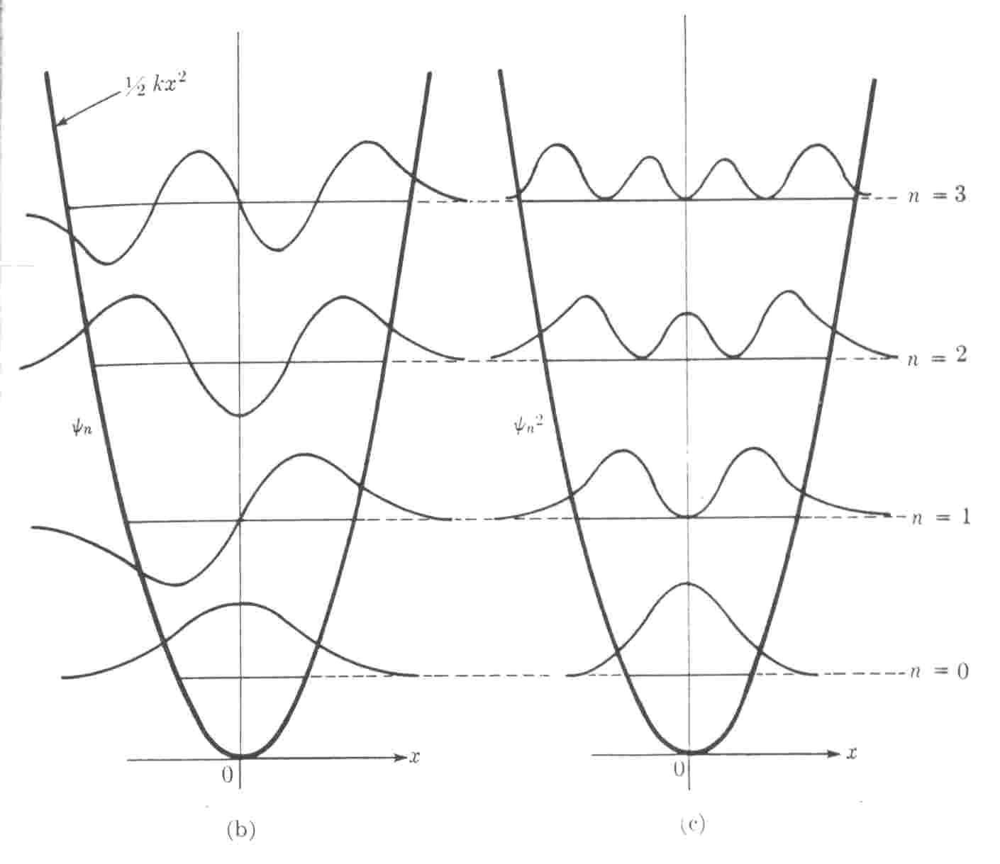 ½ kx²
n = 3
n = 2
ψₙ
ψₙ²
n = 1
n = 0
x
x
0
0
(b)
(c)